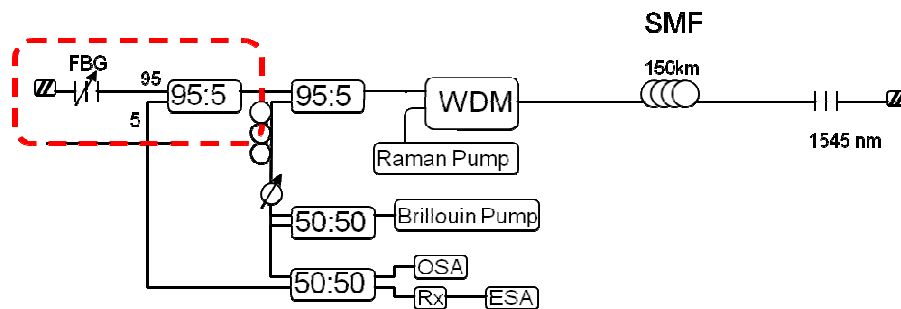 SMF
FBG
95
95:5
95:5
WDM
150km
5
1545 nm
Raman Pump
50:50
Brillouin Pump
50:50
OSA
Rx
ESA